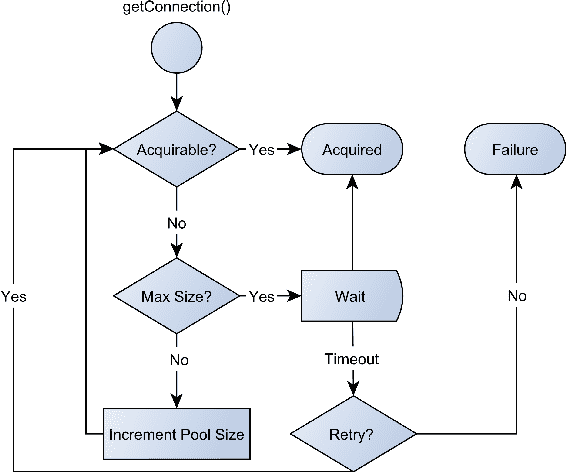 getConnection()
Acquirable?
Yes
Acquired
Failure
No
Max Size?
Yes
Wait
Yes
No
No
Timeout
Increment Pool Size
Retry?